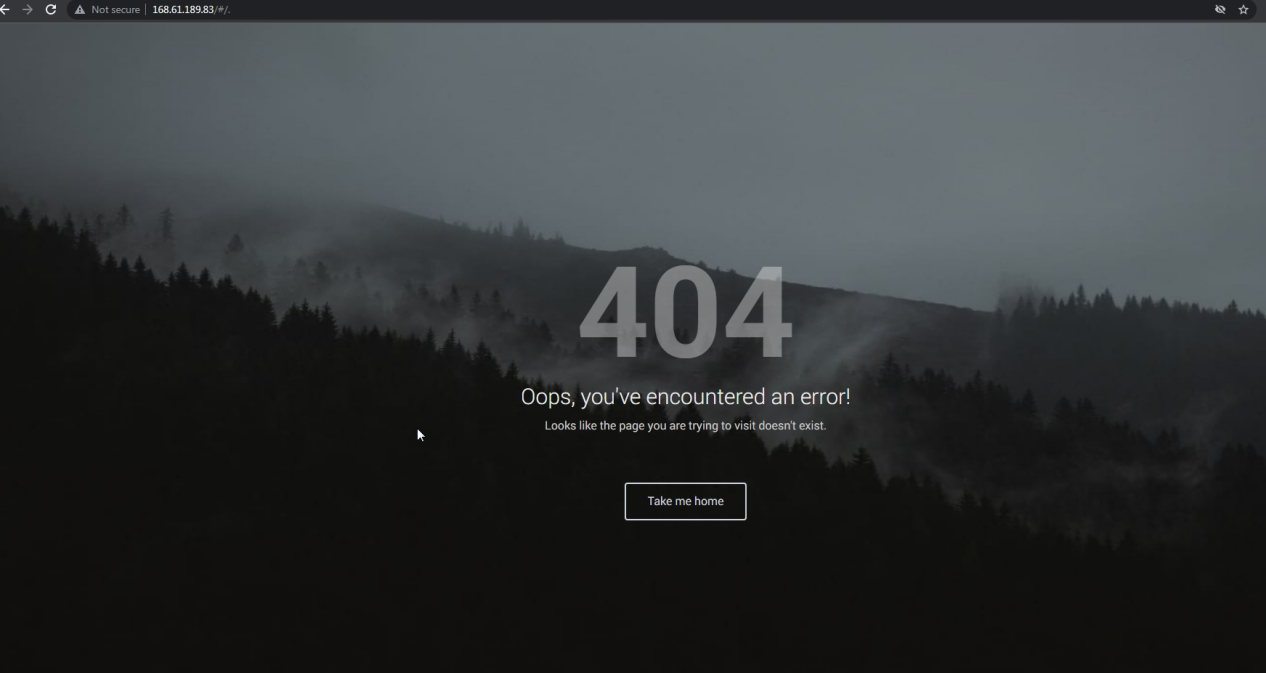 Not secure | 168.61.189.83/#/.
404
Oops, you've encountered an error!
Looks like the page you are trying to visit doesn't exist.
Take me home